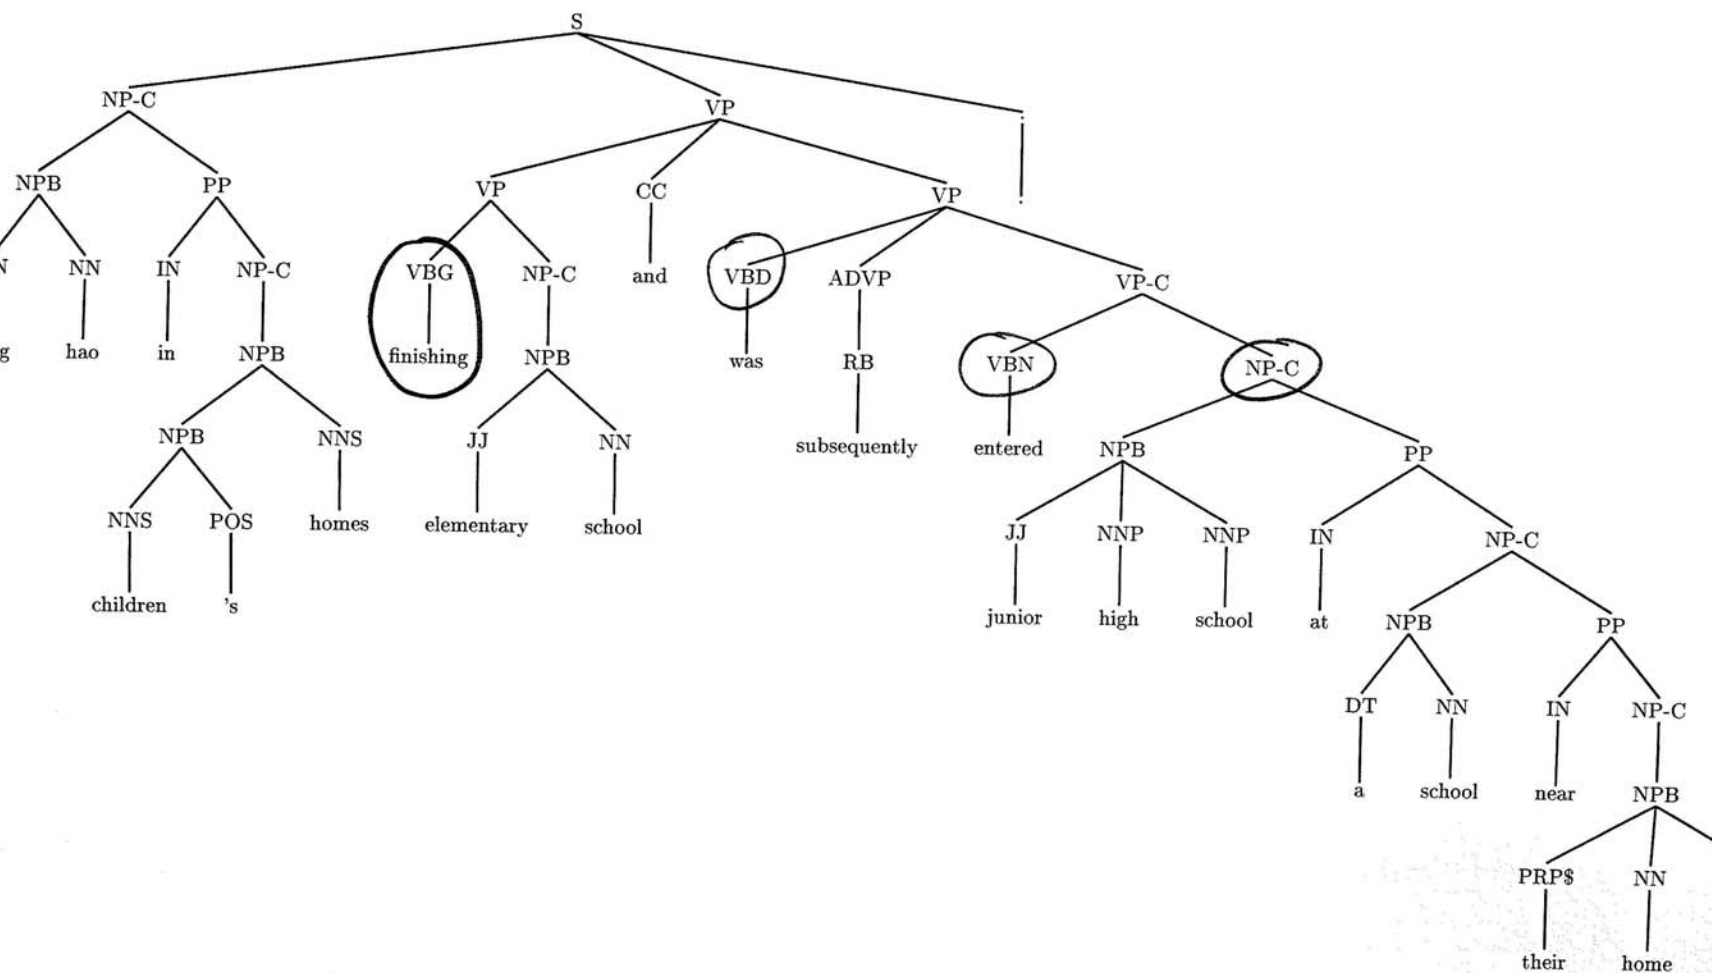 S
NP-C VP .
NPB PP VP CC VP .
N NN IN NP-C VBG NP-C and VBD ADVP VP-C
g hao in NPB finishing NPB was RB VBN NP-C
NPB NNS JJ NN subsequently entered NPB PP
NNS POS homes elementary school JJ NNP NNP IN NP-C
children 's junior high school at NPB PP
DT NN IN NP-C
a school near NPB
PRP$ NN
their home